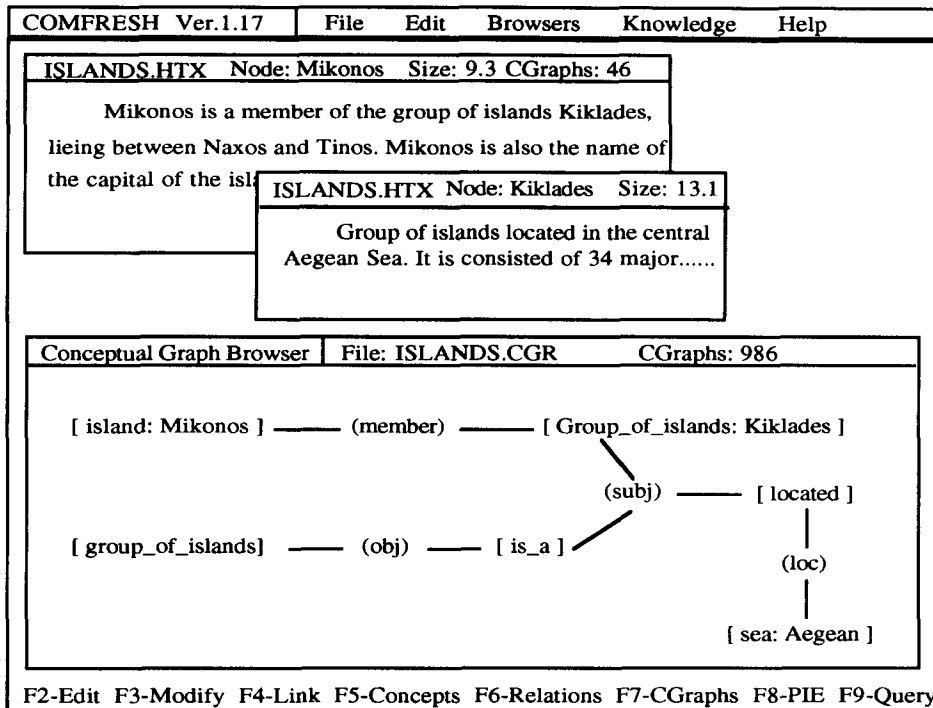 COMFRESH Ver.1.17 File Edit Browsers Knowledge Help
ISLANDS.HTX Node: Mikonos Size: 9.3 CGraphs: 46
Mikonos is a member of the group of islands Kiklades,
lieing between Naxos and Tinos. Mikonos is also the name of
the capital of the
ISLANDS.HTX Node: Kiklades Size: 13.1
Group of islands located in the central
Aegean Sea. It is consisted of 34 major......
Conceptual Graph Browser File: ISLANDS.CGR CGraphs: 986
[ island: Mikonos ] (member) [ Group_of_islands: Kiklades ]
(subj) [ located ]
[ group_of_islands] (obj) [ is_a ]
(loc)
[ sea: Aegean ]
F2-Edit F3-Modify F4-Link F5-Concepts F6-Relations F7-CGraphs F8-PIE F9-Query